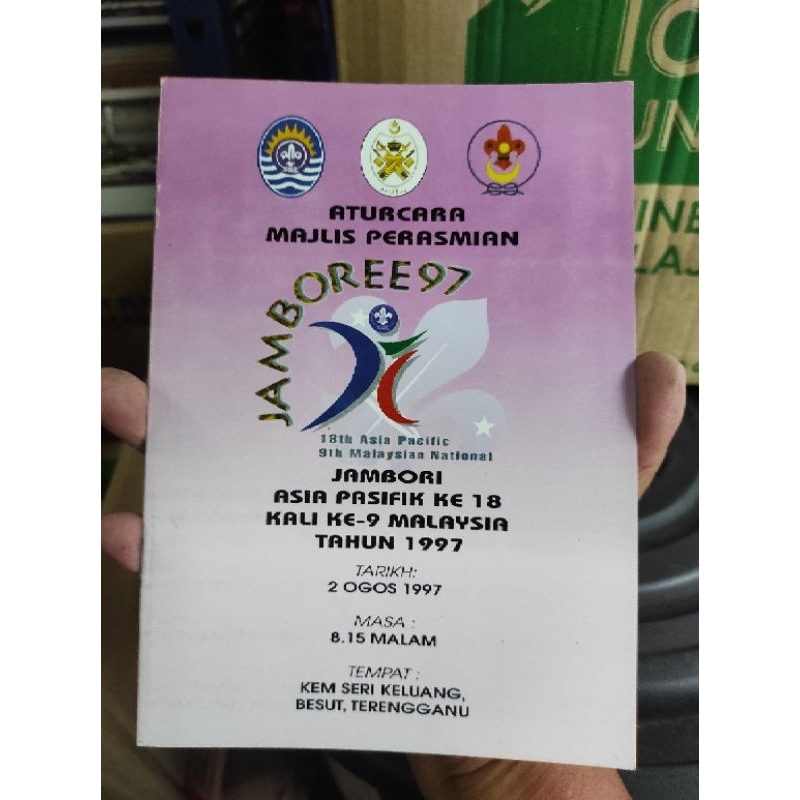 ATURCARA
MAJLIS PERASMIAN
JAMBOREE97
18th Asia Pacific
9th Malaysian National
JAMBORI
ASIA PASIFIK KE 18
KALI KE-9 MALAYSIA
TAHUN 1997
TARIKH:
2 OGOS 1997
MASA :
8.15 MALAM
TEMPAT :
KEM SERI KELUANG,
BESUT, TERENGGANU